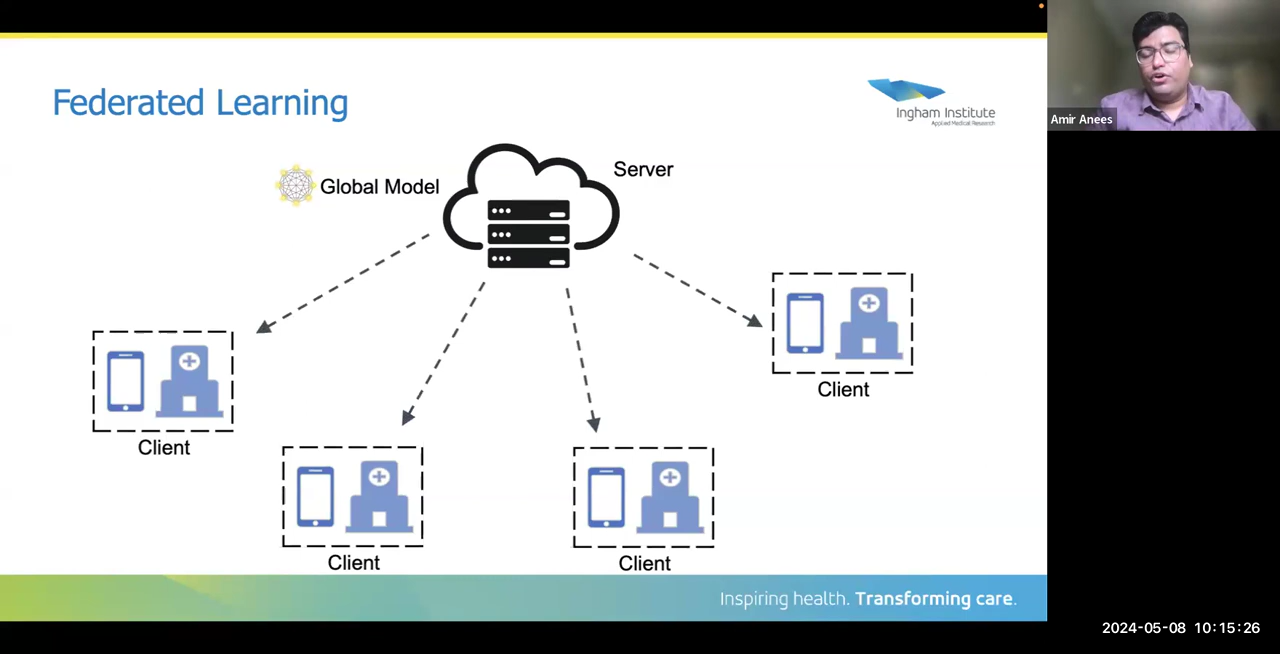 Federated Learning
Ingham Institute
Applied Medical Research
Amir Anees
Server
Global Model
Client
Client
Client
Client
Inspiring health. Transforming care.
2024-05-08 10:15:26